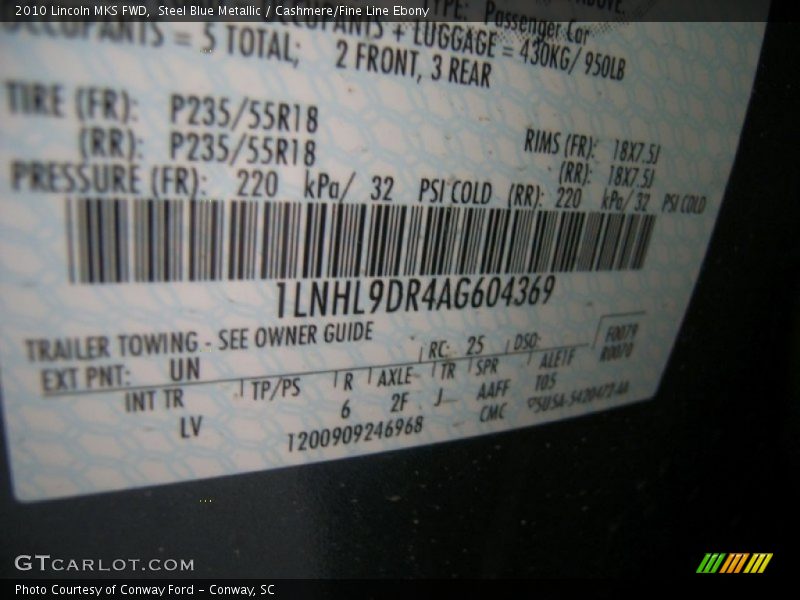 2010 Lincoln MKS FWD, Steel Blue Metallic / Cashmere/Fine Line Ebony
TYPE: Passenger Car
OCCUPANTS = 5 TOTAL; 2 FRONT, 3 REAR
OCCUPANTS + LUGGAGE = 430KG/ 950LB
TIRE (FR): P235/55R18
(RR): P235/55R18
RIMS (FR): 18X7.5J
(RR): 18X7.5J
PRESSURE (FR): 220 kPa/ 32 PSI COLD (RR): 220 kPa/ 32 PSI COLD
1LNHL9DR4AG604369
TRAILER TOWING - SEE OWNER GUIDE
EXT PNT: UN RC: 25 DSO:
F0079
R0070
INT TR TP/PS R AXLE TR SPR
LV 6 2F J AAFF
T05
1200909246968 CMC
GTCARLOT.COM
Photo Courtesy of Conway Ford - Conway, SC